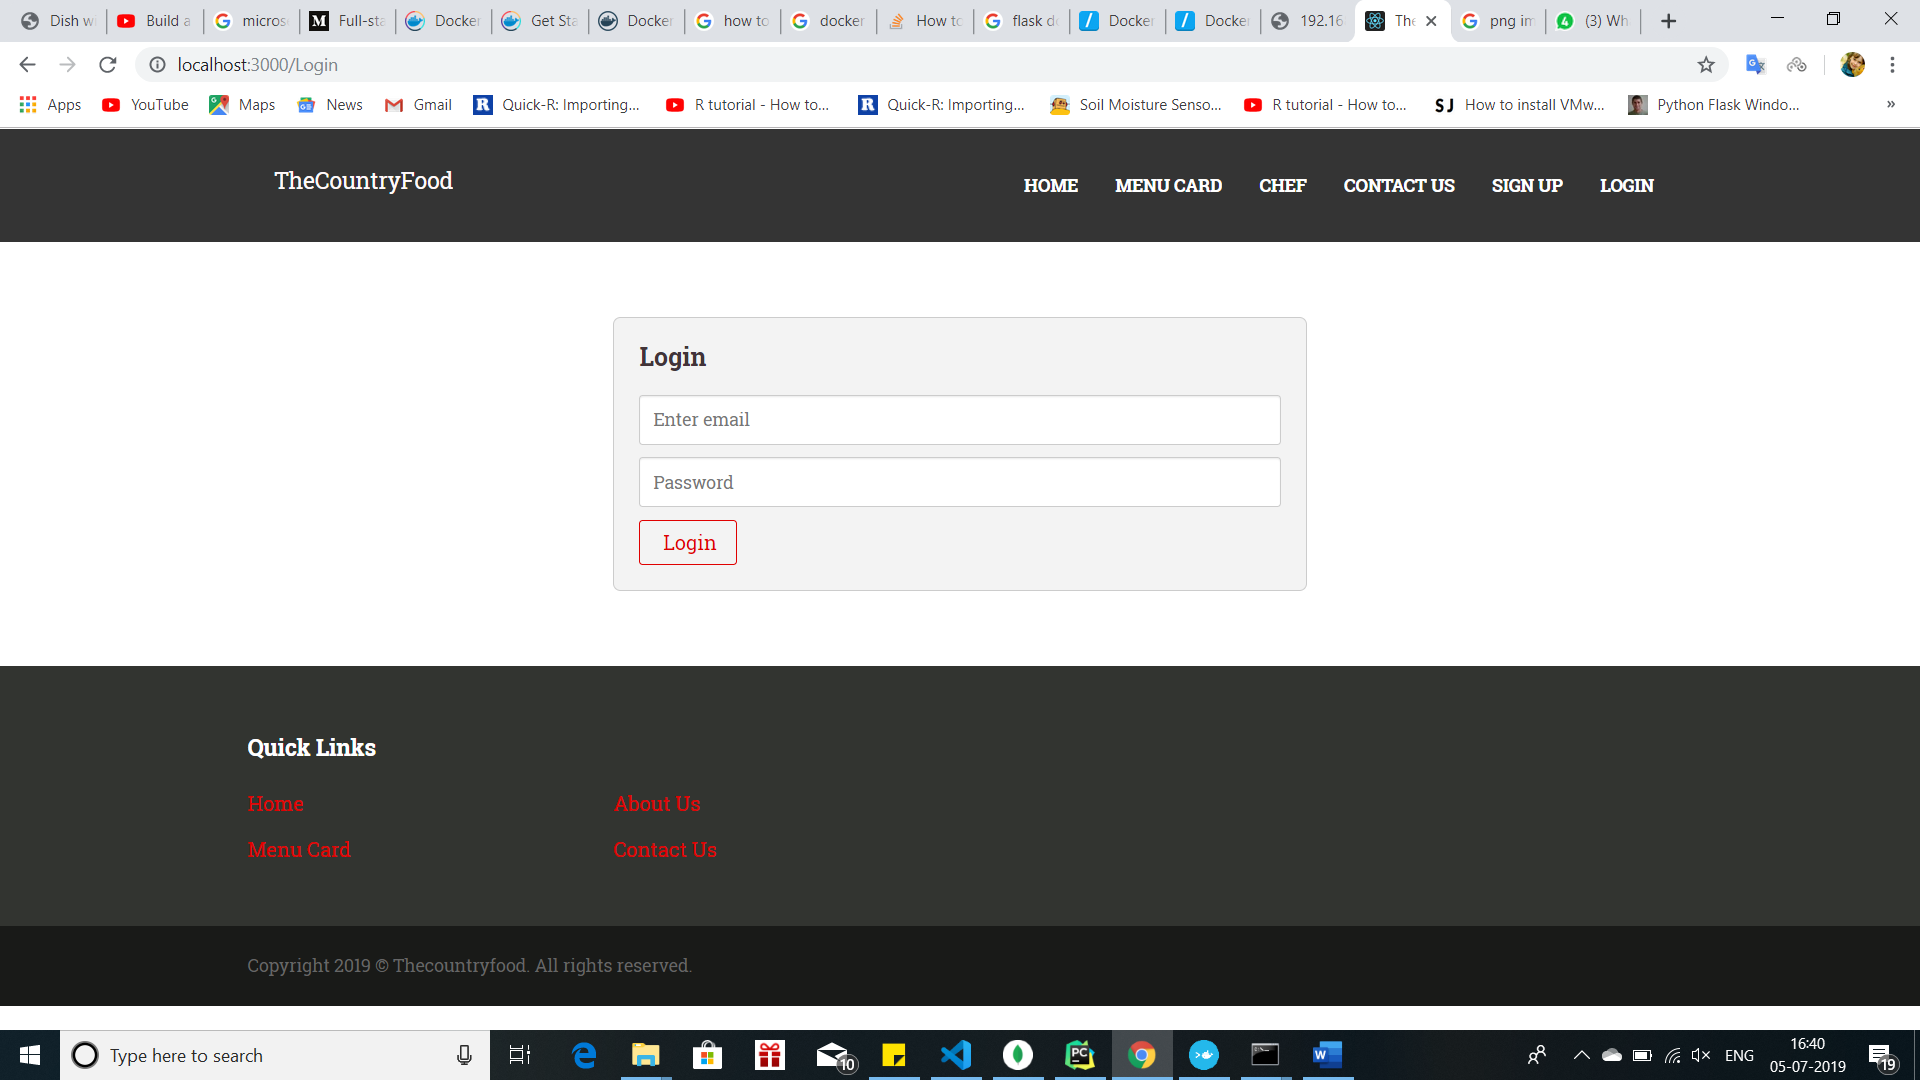 Dish w Build a micros Full-sta Docker Get Sta Docker how to docker How to flask do Docker Docker 192.16 The png im (3) Wh
localhost:3000/Login
Apps YouTube Maps News Gmail Quick-R: Importing... R tutorial - How to... Quick-R: Importing... Soil Moisture Senso... R tutorial - How to... How to install VMw... Python Flask Windo... »
TheCountryFood HOME MENU CARD CHEF CONTACT US SIGN UP LOGIN
Login
Enter email
Password
Login
Quick Links
Home About Us
Menu Card Contact Us
Copyright 2019 © Thecountryfood. All rights reserved.
Type here to search 10 ENG 16:40
05-07-2019 19